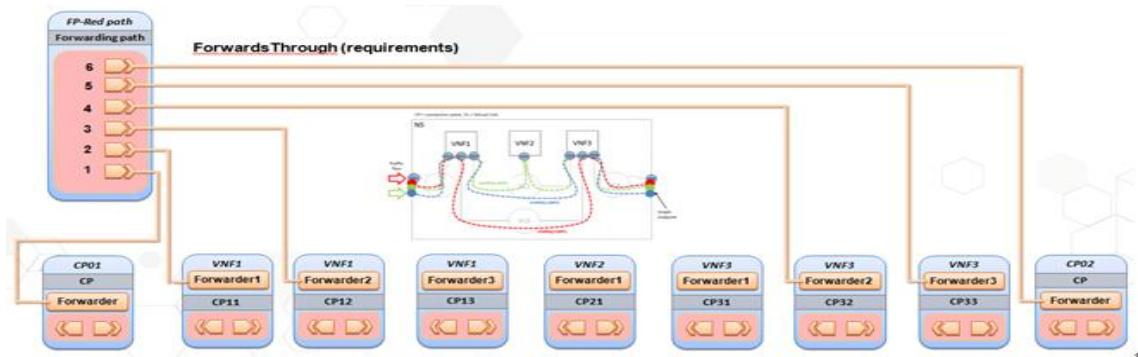 FP-Red path
Forwarding path
ForwardsThrough (requirements)
6
5
4
3
2
1
NS
VNF1
VNF2
VNF3
CP01
CP
Forwarder
VNF1
Forwarder1
CP11
VNF1
Forwarder2
CP12
VNF1
Forwarder3
CP13
VNF2
Forwarder1
CP21
VNF3
Forwarder1
CP31
VNF3
Forwarder2
CP32
VNF3
Forwarder3
CP33
CP02
CP
Forwarder